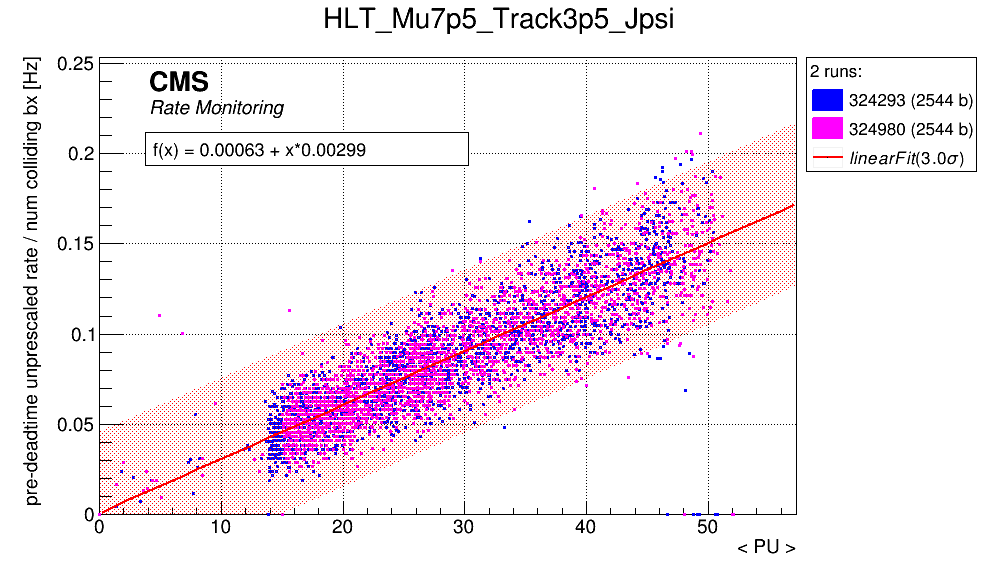 HLT_Mu7p5_Track3p5_Jpsi
pre-deadtime unprescaled rate / num colliding bx [Hz]
0.25
0.2
0.15
0.1
0.05
0
CMS
Rate Monitoring
f(x) = 0.00063 + x*0.00299
2 runs:
324293 (2544 b)
324980 (2544 b)
linearFit(3.0σ)
0 10 20 30 40 50
< PU >